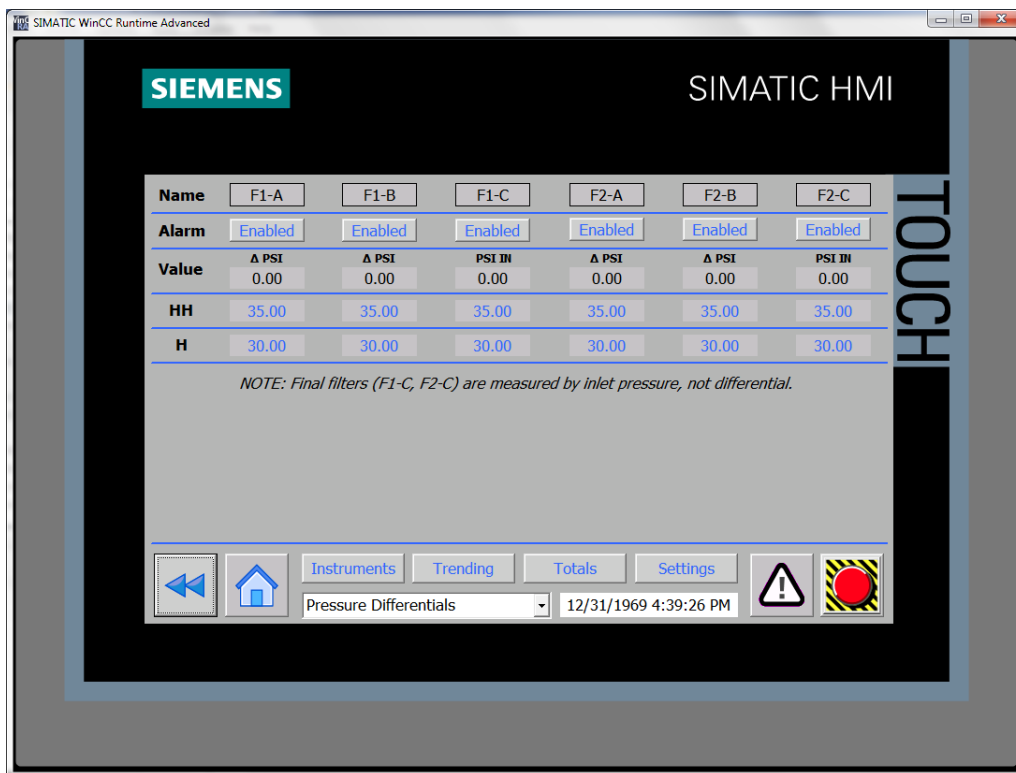 SIMATIC WinCC Runtime Advanced
SIEMENS
SIMATIC HMI
TOUCH
Name F1-A F1-B F1-C F2-A F2-B F2-C
Alarm Enabled Enabled Enabled Enabled Enabled Enabled
Δ PSI Δ PSI PSI IN Δ PSI Δ PSI PSI IN
Value 0.00 0.00 0.00 0.00 0.00 0.00
HH 35.00 35.00 35.00 35.00 35.00 35.00
H 30.00 30.00 30.00 30.00 30.00 30.00
NOTE: Final filters (F1-C, F2-C) are measured by inlet pressure, not differential.
Instruments Trending Totals Settings
Pressure Differentials 12/31/1969 4:39:26 PM